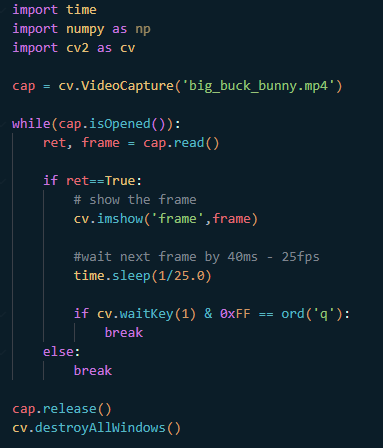 import time
import numpy as np
import cv2 as cv

cap = cv.VideoCapture('big_buck_bunny.mp4')

while(cap.isOpened()):
    ret, frame = cap.read()

    if ret==True:
        # show the frame
        cv.imshow('frame',frame)

        #wait next frame by 40ms - 25fps
        time.sleep(1/25.0)

        if cv.waitKey(1) & 0xFF == ord('q'):
            break
    else:
        break

cap.release()
cv.destroyAllWindows()